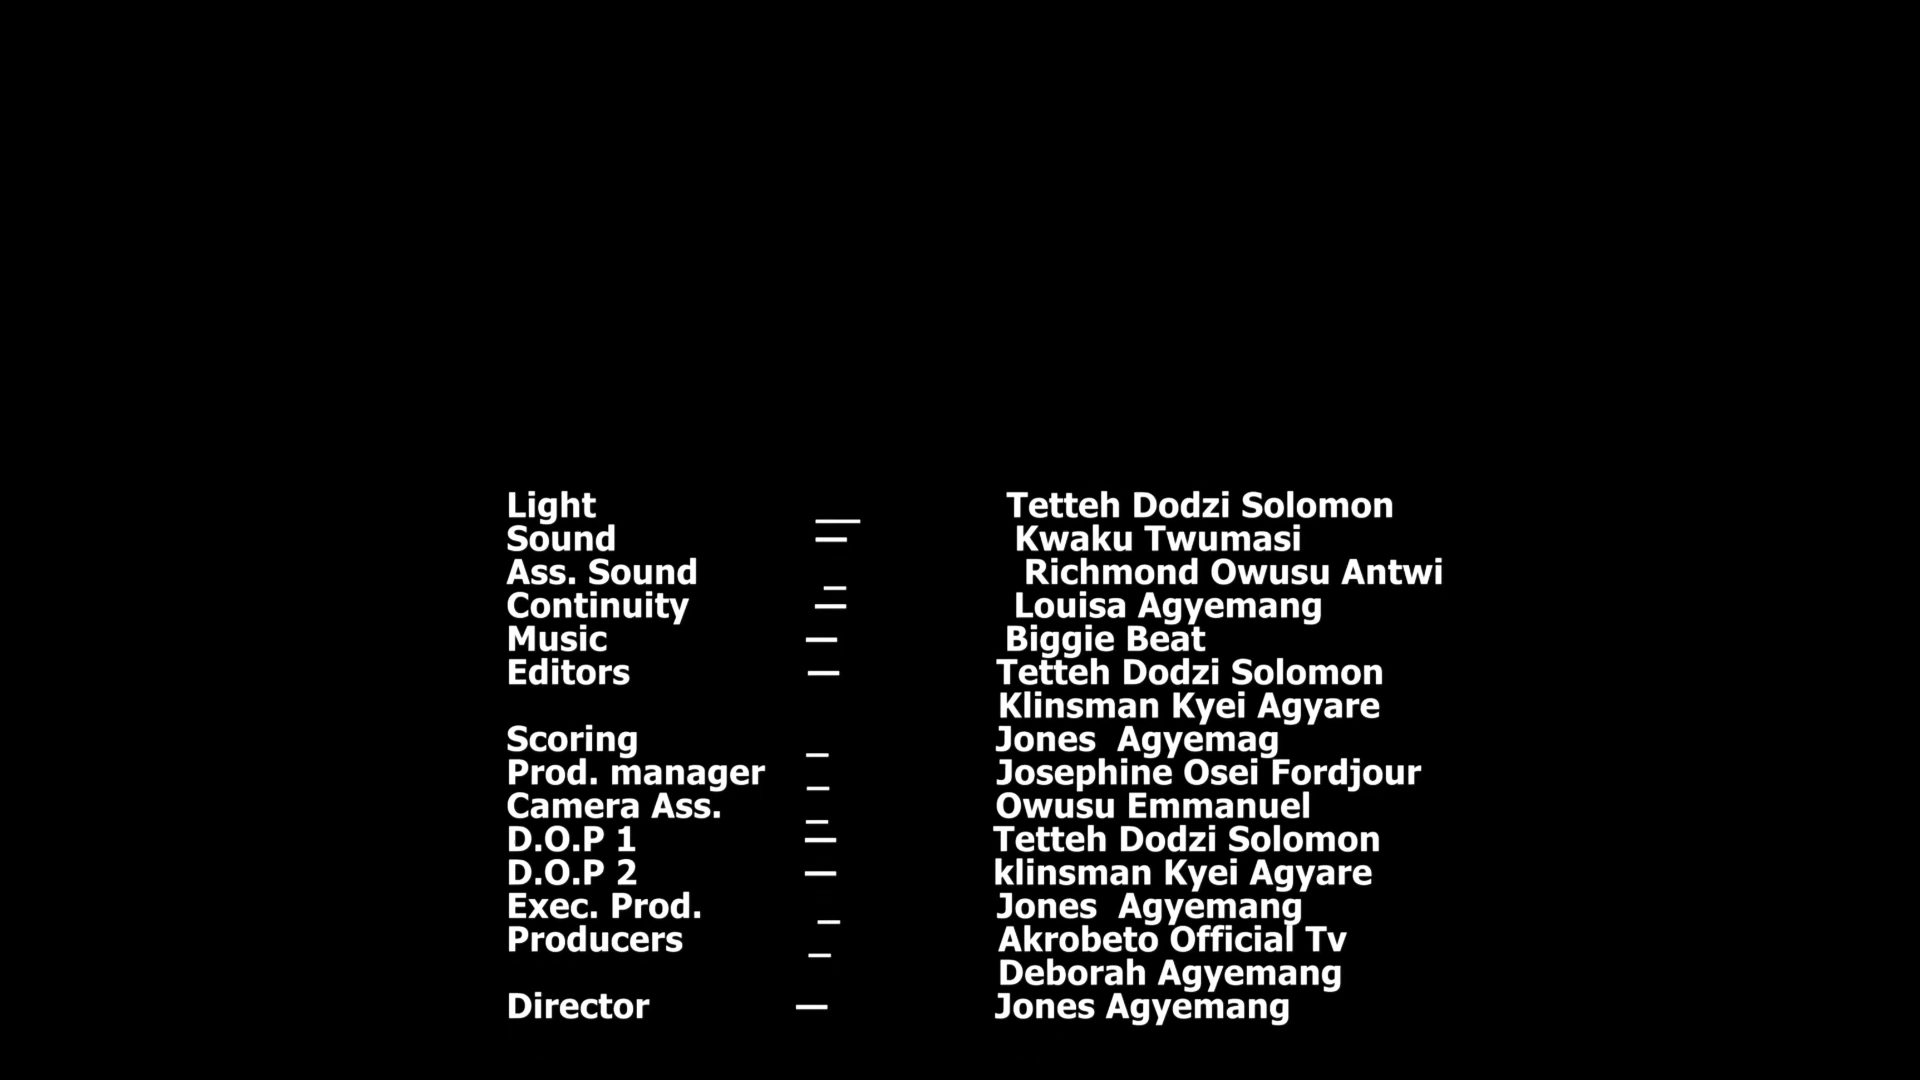 Light __ Tetteh Dodzi Solomon
Sound — Kwaku Twumasi
Ass. Sound _ Richmond Owusu Antwi
Continuity — Louisa Agyemang
Music — Biggie Beat
Editors — Tetteh Dodzi Solomon
Klinsman Kyei Agyare
Scoring _ Jones  Agyemag
Prod. manager _ Josephine Osei Fordjour
Camera Ass. _ Owusu Emmanuel
D.O.P 1 — Tetteh Dodzi Solomon
D.O.P 2 — klinsman Kyei Agyare
Exec. Prod. _ Jones  Agyemang
Producers _ Akrobeto Official Tv
Deborah Agyemang
Director — Jones Agyemang